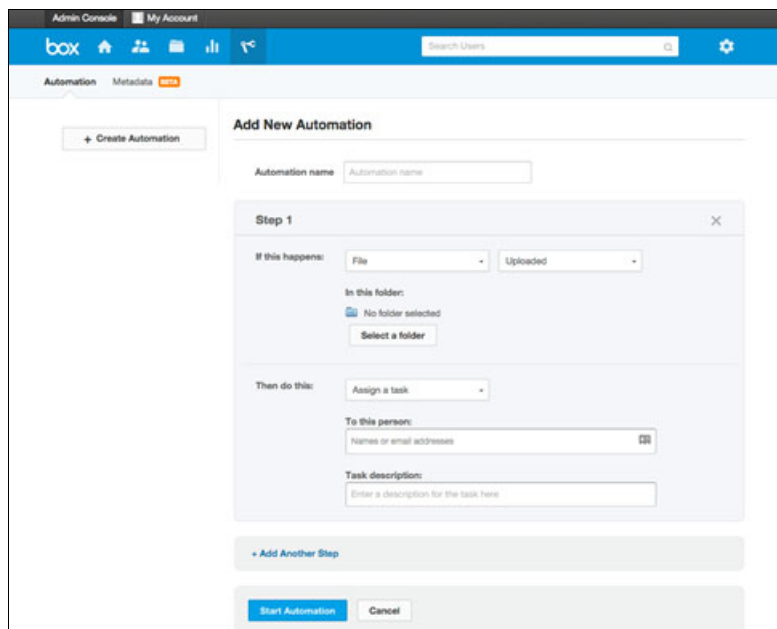 Admin Console My Account
box Search Users
Automation Metadata BETA
+ Create Automation
Add New Automation
Automation name Automation name
Step 1
If this happens: File Uploaded
In this folder:
No folder selected
Select a folder
Then do this: Assign a task
To this person:
Names or email addresses
Task description:
Enter a description for the task here
+ Add Another Step
Start Automation Cancel